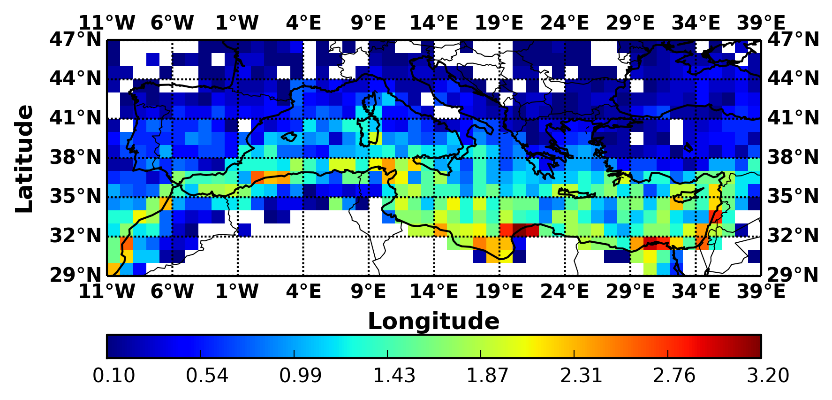 11°W 6°W 1°W 4°E 9°E 14°E 19°E 24°E 29°E 34°E 39°E
47°N 47°N
44°N 44°N
41°N 41°N
38°N 38°N
35°N 35°N
32°N 32°N
29°N 29°N
Latitude
11°W 6°W 1°W 4°E 9°E 14°E 19°E 24°E 29°E 34°E 39°E
Longitude
0.10 0.54 0.99 1.43 1.87 2.31 2.76 3.20